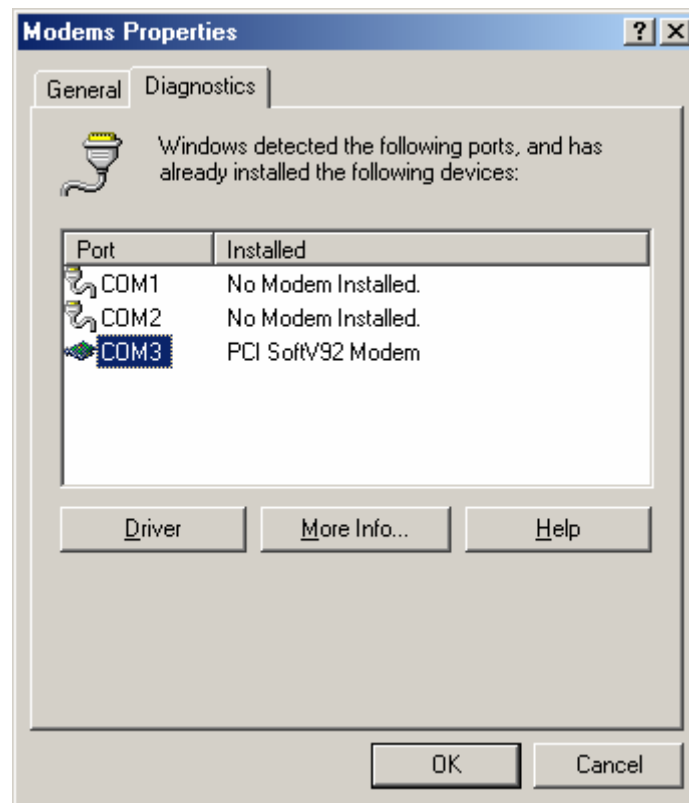 Modems Properties
General Diagnostics
Windows detected the following ports, and has
already installed the following devices:
Port Installed
COM1 No Modem Installed.
COM2 No Modem Installed.
COM3 PCI SoftV92 Modem
Driver More Info... Help
OK Cancel